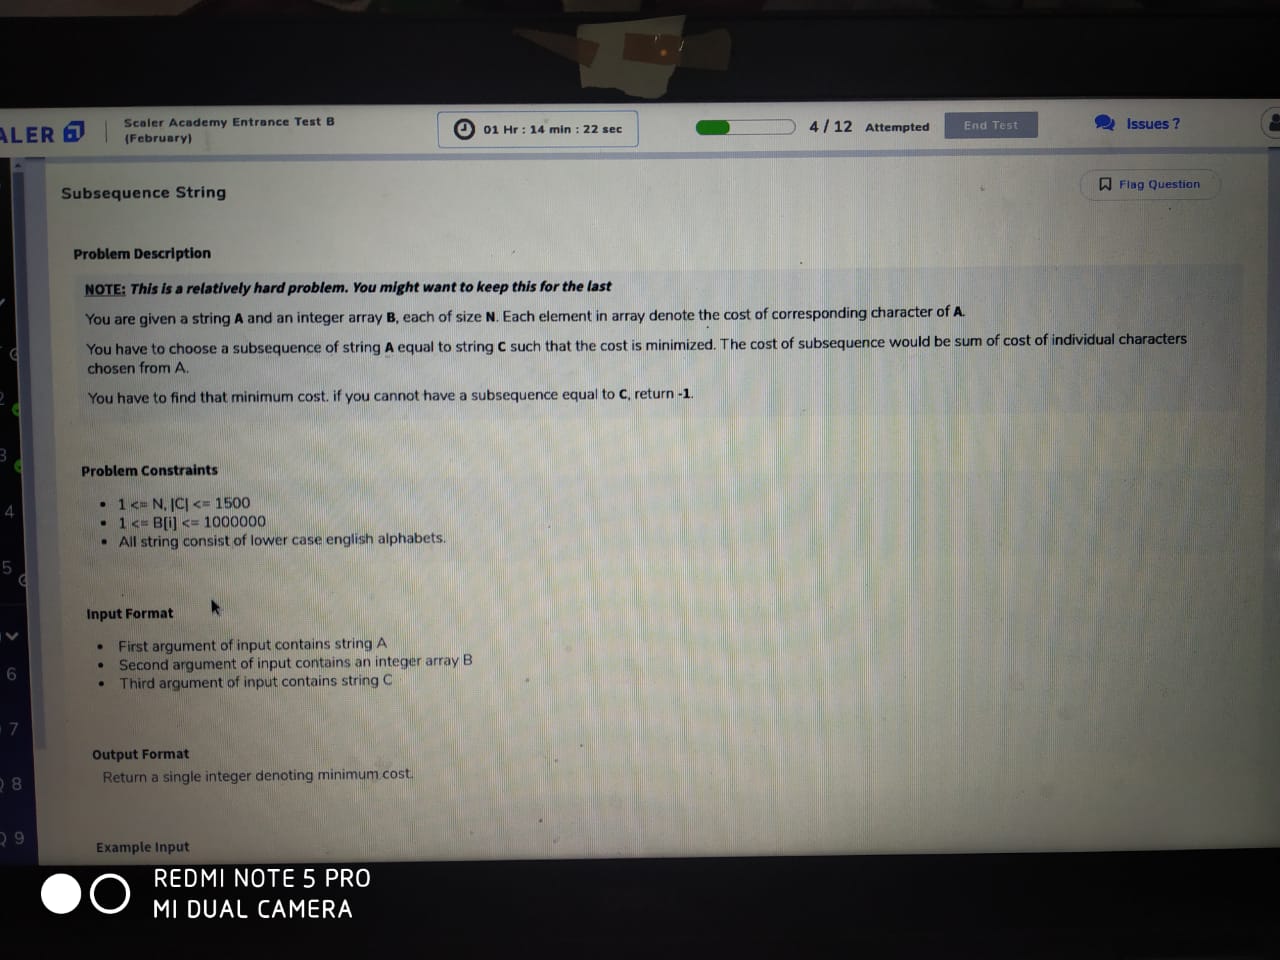 ALER
Scaler Academy Entrance Test B
(February)
01 Hr : 14 min : 22 sec
4 / 12 Attempted
End Test
Issues ?
Subsequence String
Flag Question
Problem Description
NOTE: This is a relatively hard problem. You might want to keep this for the last
You are given a string A and an integer array B, each of size N. Each element in array denote the cost of corresponding character of A.
You have to choose a subsequence of string A equal to string C such that the cost is minimized. The cost of subsequence would be sum of cost of individual characters
chosen from A.
You have to find that minimum cost. if you cannot have a subsequence equal to C, return -1.
Problem Constraints
• 1 <= N, |C| <= 1500
• 1 <= B[i] <= 1000000
• All string consist of lower case english alphabets.
Input Format
• First argument of input contains string A
• Second argument of input contains an integer array B
• Third argument of input contains string C
Output Format
Return a single integer denoting minimum cost.
Example Input
2
3
4
5
6
7
8
9
REDMI NOTE 5 PRO
MI DUAL CAMERA